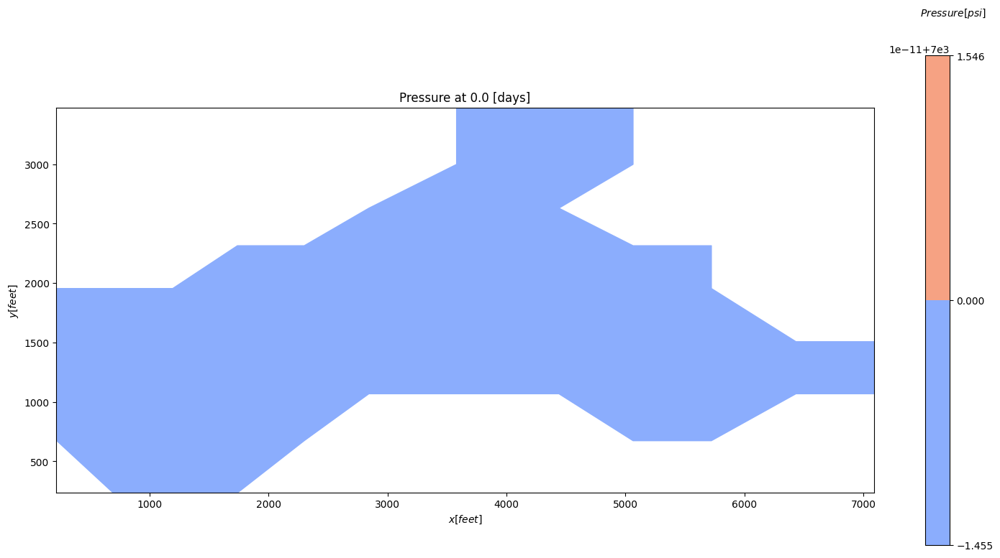 Pressure[psi]
1e−11+7e3
1.546
0.000
−1.455
Pressure at 0.0 [days]
y[feet]
3000
2500
2000
1500
1000
500
1000 2000 3000 4000 5000 6000 7000
x[feet]